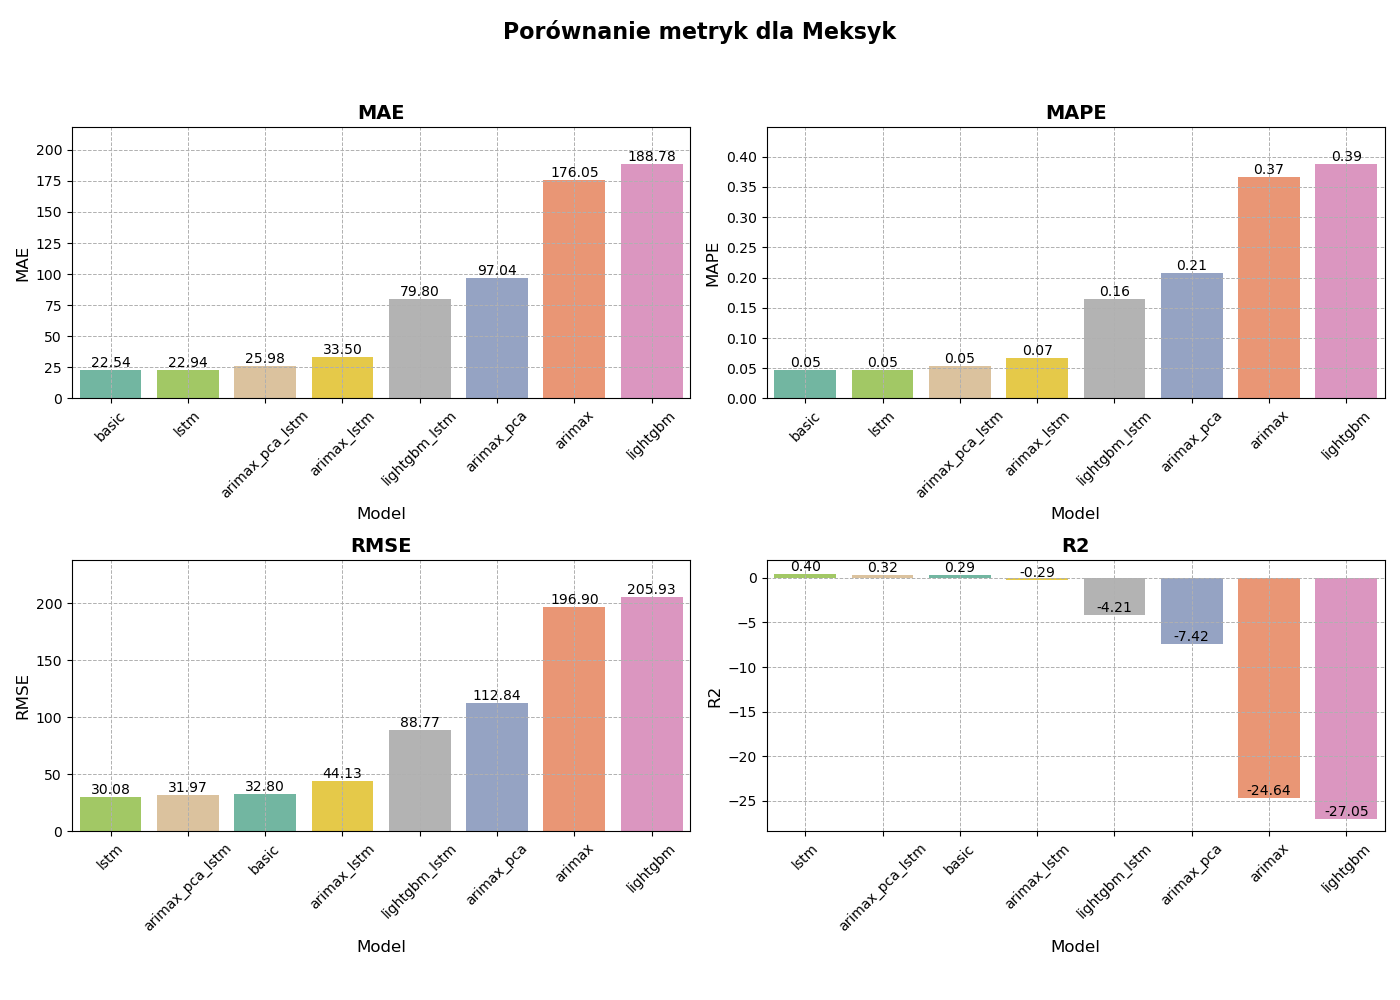 Porównanie metryk dla Meksyk
MAE
MAE
200
175
150
125
100
75
50
25
0
22.54
22.94
25.98
33.50
79.80
97.04
176.05
188.78
basic
lstm
arimax_pca_lstm
arimax_lstm
lightgbm_lstm
arimax_pca
arimax
lightgbm
Model
MAPE
MAPE
0.40
0.35
0.30
0.25
0.20
0.15
0.10
0.05
0.00
0.05
0.05
0.05
0.07
0.16
0.21
0.37
0.39
basic
lstm
arimax_pca_lstm
arimax_lstm
lightgbm_lstm
arimax_pca
arimax
lightgbm
Model
RMSE
RMSE
200
150
100
50
0
30.08
31.97
32.80
44.13
88.77
112.84
196.90
205.93
lstm
arimax_pca_lstm
basic
arimax_lstm
lightgbm_lstm
arimax_pca
arimax
lightgbm
Model
R2
R2
0
−5
−10
−15
−20
−25
0.40
0.32
0.29
-0.29
-4.21
-7.42
-24.64
-27.05
lstm
arimax_pca_lstm
basic
arimax_lstm
lightgbm_lstm
arimax_pca
arimax
lightgbm
Model